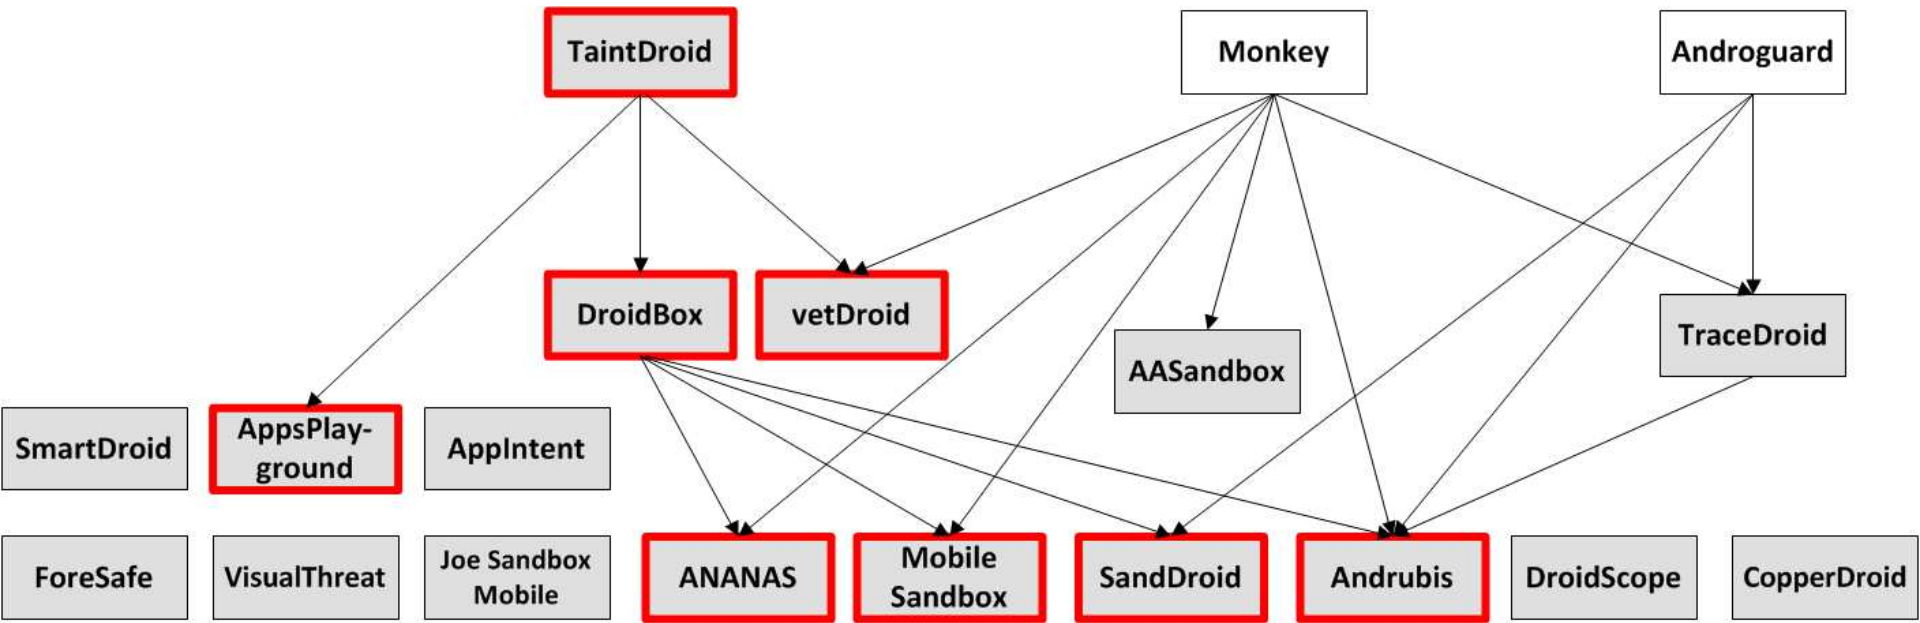 TaintDroid
Monkey
Androguard
DroidBox
vetDroid
AASandbox
TraceDroid
SmartDroid
AppsPlay-
ground
AppIntent
ForeSafe
VisualThreat
Joe Sandbox
Mobile
ANANAS
Mobile
Sandbox
SandDroid
Andrubis
DroidScope
CopperDroid